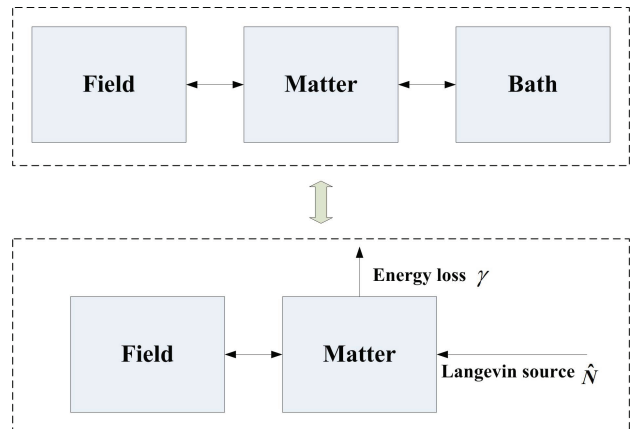 Field
Matter
Bath
Energy loss γ
Field
Matter
Langevin source N̂